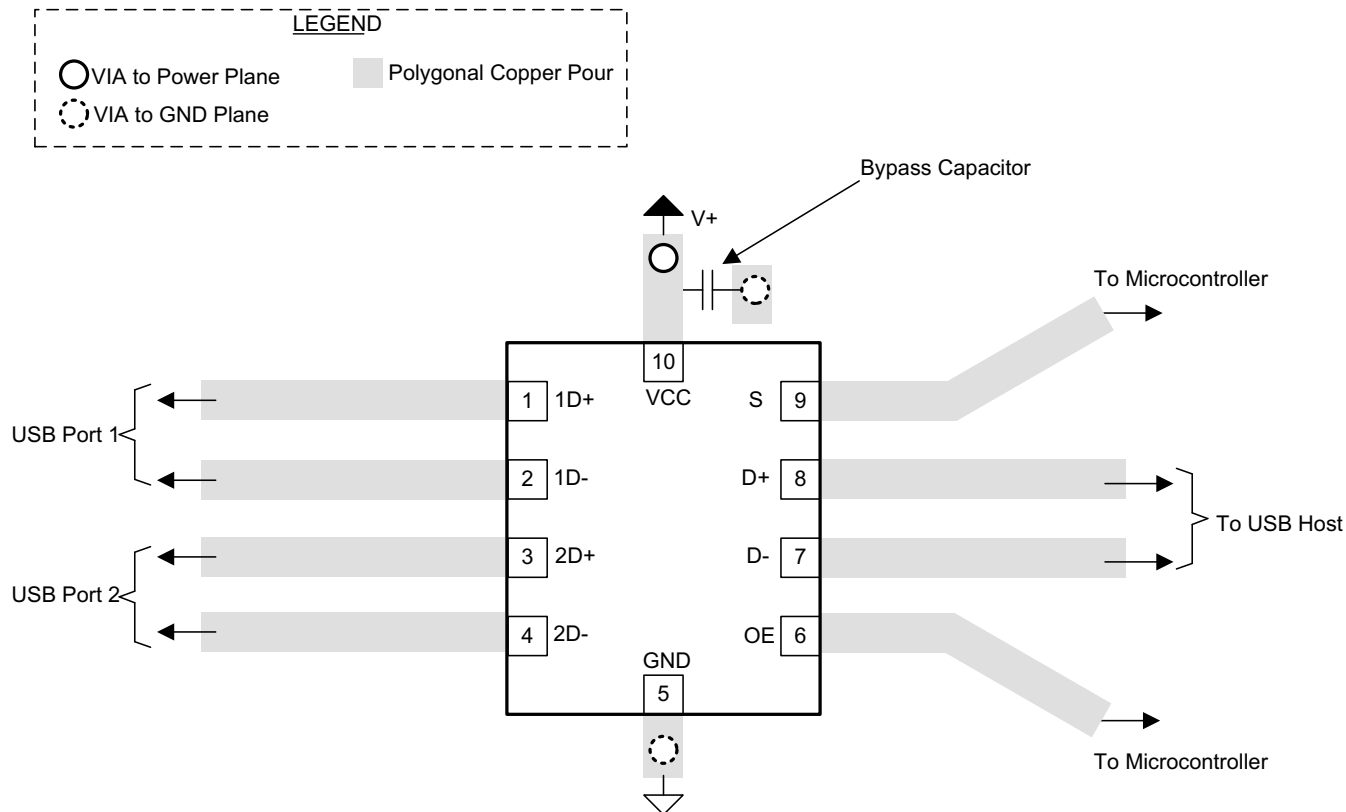 LEGEND
VIA to Power Plane
Polygonal Copper Pour
VIA to GND Plane
Bypass Capacitor
V+
To Microcontroller
10
VCC
1 1D+
S 9
USB Port 1
2 1D-
D+ 8
To USB Host
3 2D+
D- 7
USB Port 2
4 2D-
OE 6
GND
5
To Microcontroller